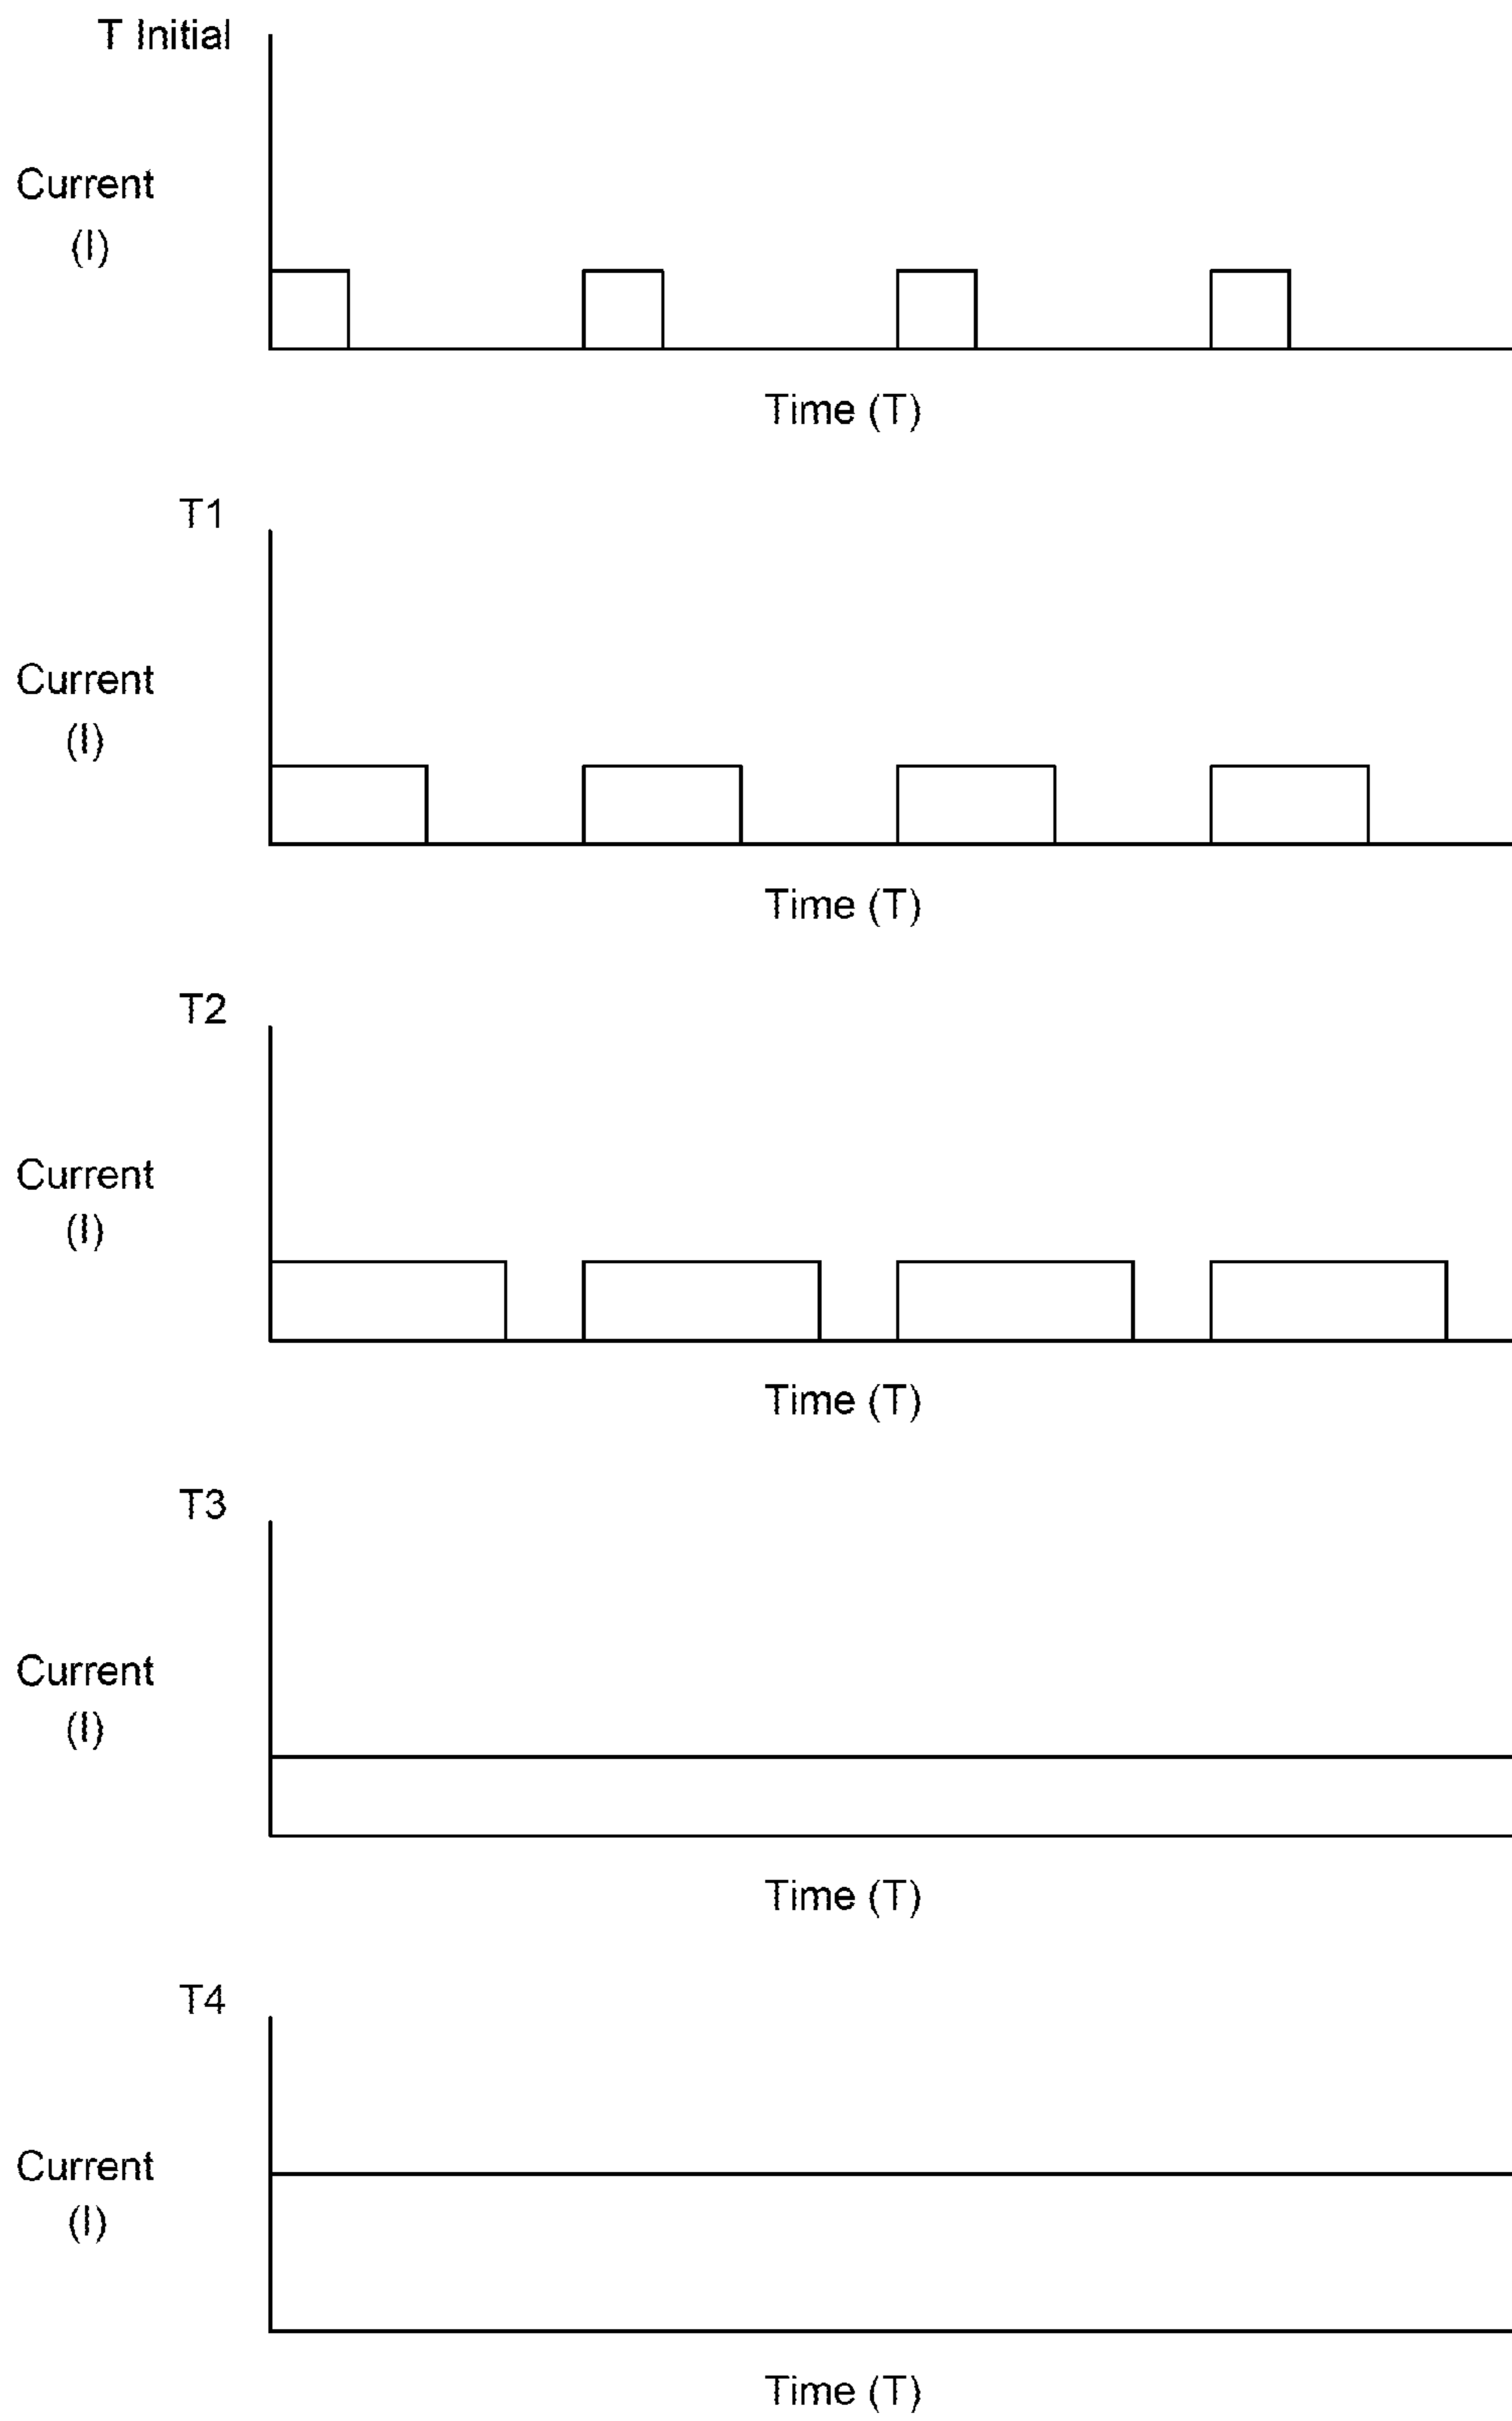 T Initial
Current
(I)
Time (T)
T1
Current
(I)
Time (T)
T2
Current
(I)
Time (T)
T3
Current
(I)
Time (T)
T4
Current
(I)
Time (T)